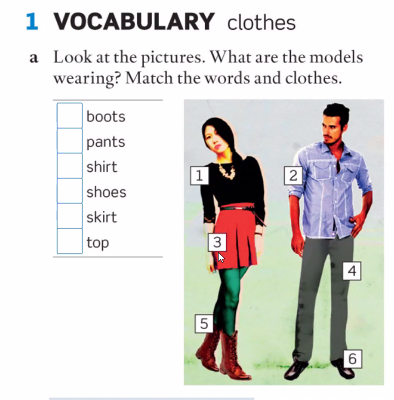 1 VOCABULARY clothes
a Look at the pictures. What are the models
wearing? Match the words and clothes.
boots
pants
shirt
shoes
skirt
top
1
2
3
4
5
6